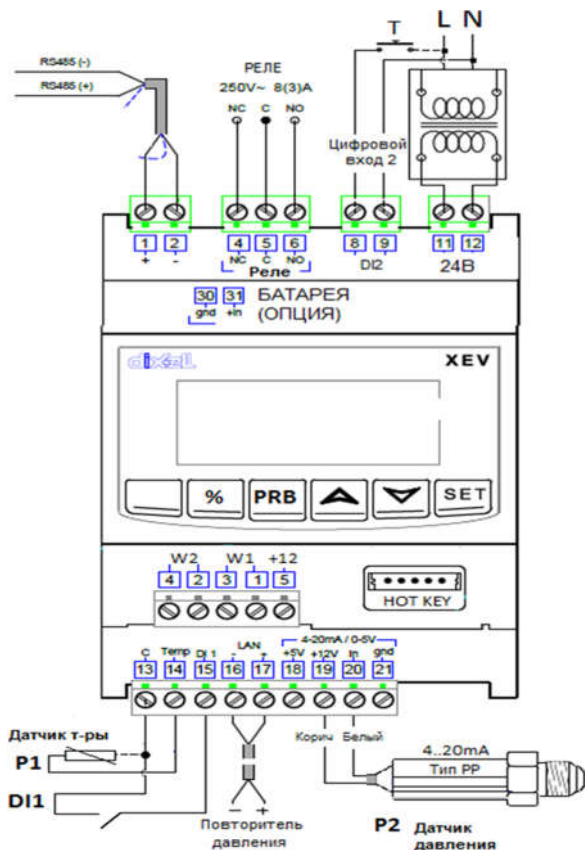 T L N
RS485 (-)
RS485 (+)
РЕЛЕ
250V~ 8(3)A
NC C NO
Цифровой
вход 2
1 2 4 5 6 8 9 11 12
+ - NC C NO DI2 24В
Реле
30 31 БАТАРЕЯ
gnd +in (ОПЦИЯ)
dixell XEV
% PRB SET
W2 W1 +12
4 2 3 1 5
HOT KEY
4-20mA / 0-5V
C Temp DI 1 LAN - + +5V +12V In gnd
13 14 15 16 17 18 19 20 21
Датчик т-ры
P1
Корич Белый
4..20mA
Тип PP
DI1
- +
Повторитель
давления
P2 Датчик
давления